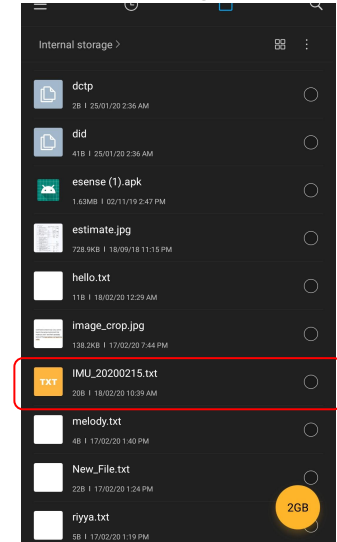 Internal storage >
dctp
2B | 25/01/20 2:36 AM
did
41B | 25/01/20 2:36 AM
esense (1).apk
1.63MB | 02/11/19 2:47 PM
estimate.jpg
728.9KB | 18/09/18 11:15 PM
hello.txt
11B | 18/02/20 12:29 AM
image_crop.jpg
138.2KB | 17/02/20 7:44 PM
TXT
IMU_20200215.txt
20B | 18/02/20 10:39 AM
melody.txt
4B | 17/02/20 1:40 PM
New_File.txt
22B | 17/02/20 1:24 PM
2GB
riyya.txt
5B | 17/02/20 1:19 PM